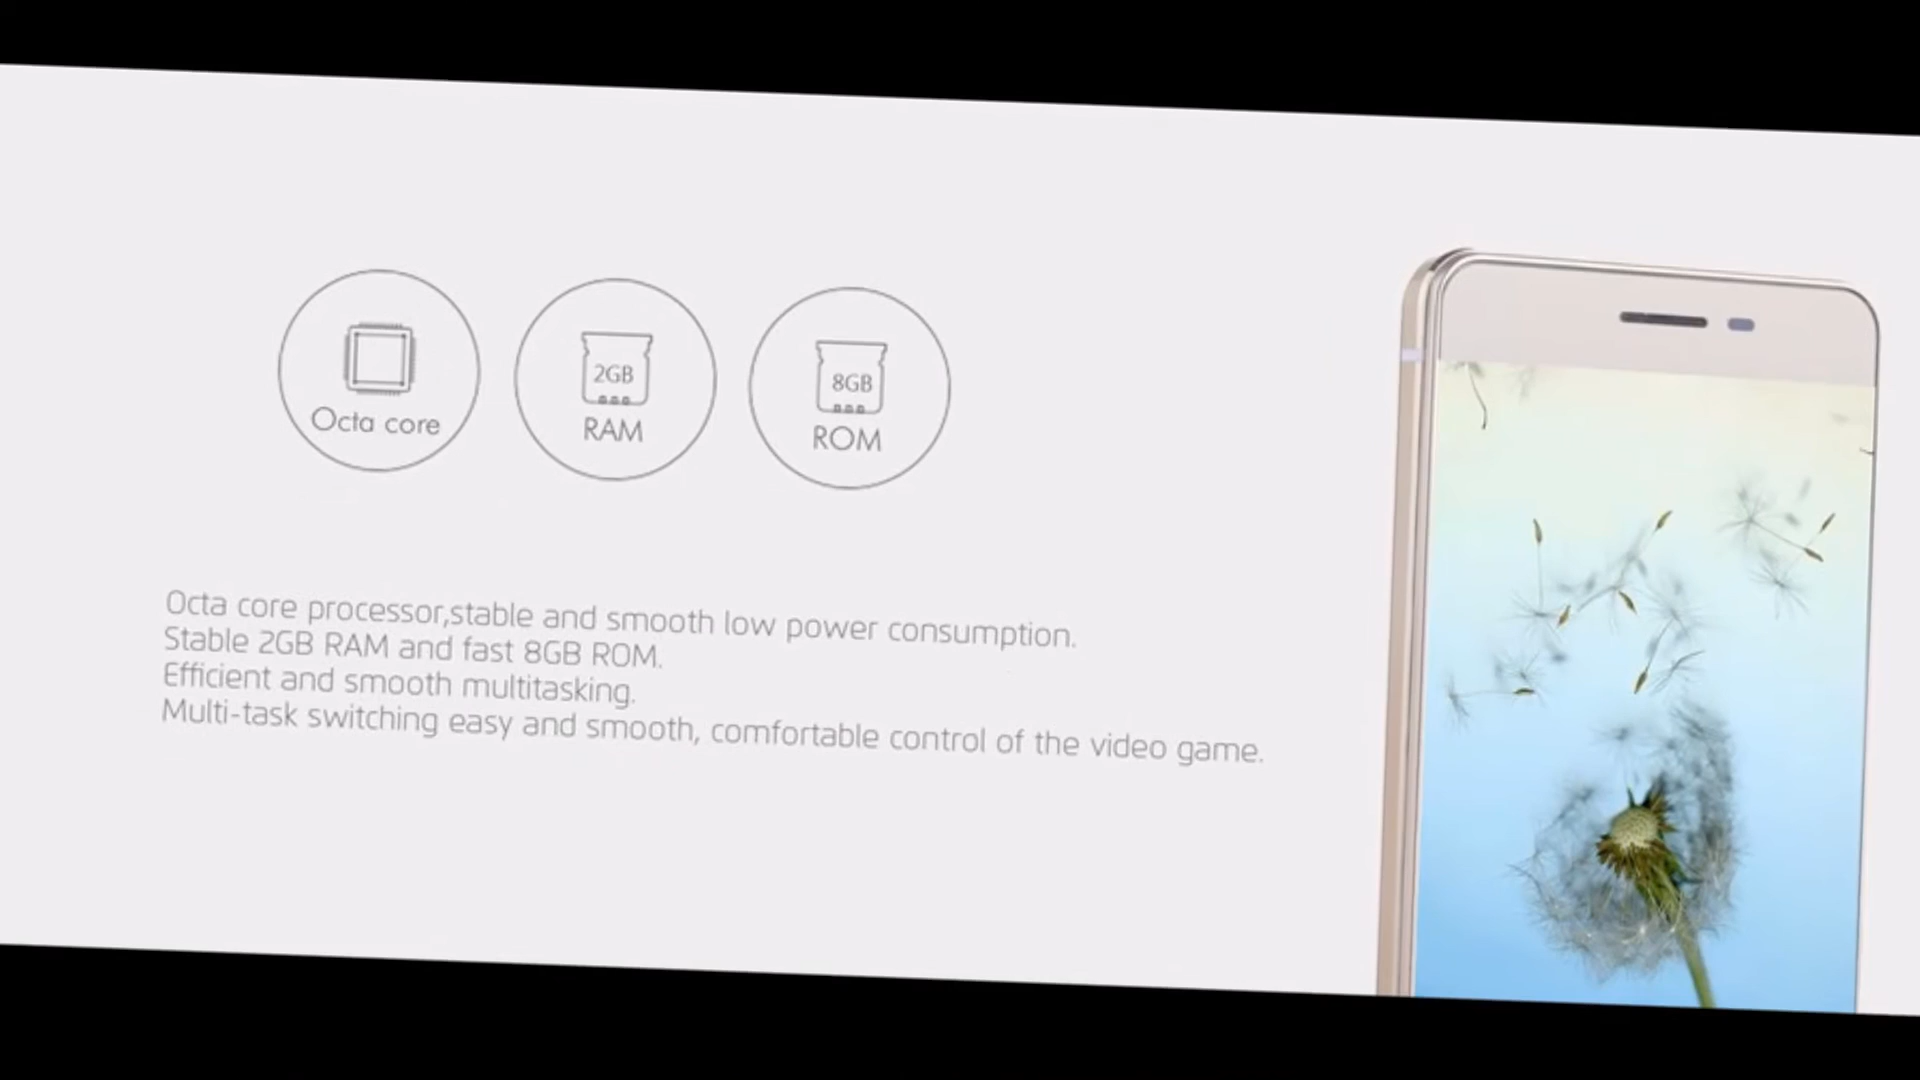 Octa core
2GB
RAM
8GB
ROM
Octa core processor,stable and smooth low power consumption.
Stable 2GB RAM and fast 8GB ROM.
Efficient and smooth multitasking.
Multi-task switching easy and smooth, comfortable control of the video game.